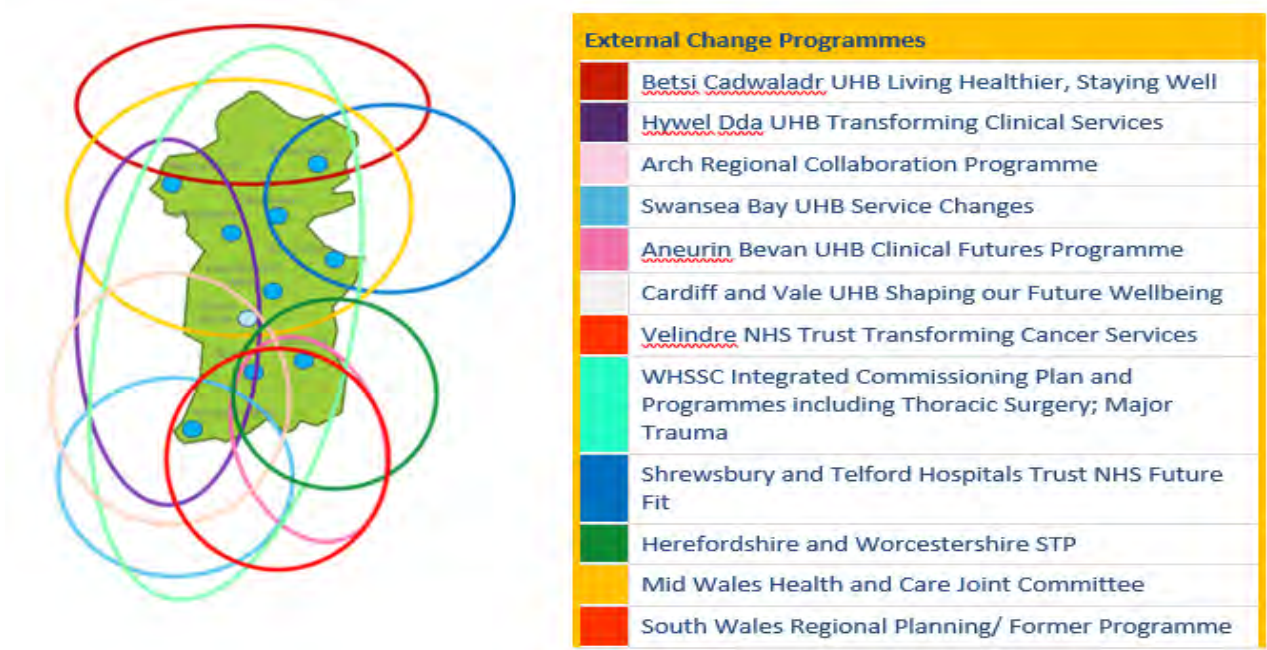 External Change Programmes
Betsi Cadwaladr UHB Living Healthier, Staying Well
Hywel Dda UHB Transforming Clinical Services
Arch Regional Collaboration Programme
Swansea Bay UHB Service Changes
Aneurin Bevan UHB Clinical Futures Programme
Cardiff and Vale UHB Shaping our Future Wellbeing
Velindre NHS Trust Transforming Cancer Services
WHSSC Integrated Commissioning Plan and
Programmes including Thoracic Surgery; Major
Trauma
Shrewsbury and Telford Hospitals Trust NHS Future
Fit
Herefordshire and Worcestershire STP
Mid Wales Health and Care Joint Committee
South Wales Regional Planning/ Former Programme